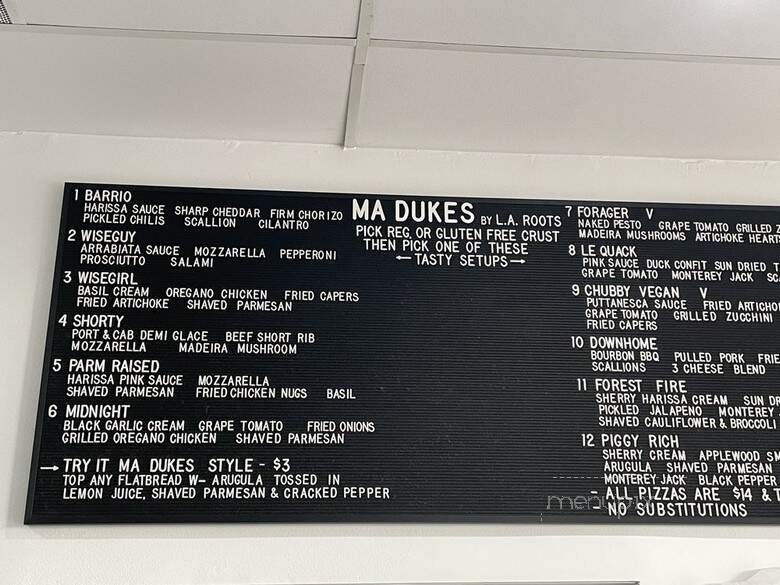 1 BARRIO
HARISSA SAUCE SHARP CHEDDAR FIRM CHORIZO
PICKLED CHILIS SCALLION CILANTRO
2 WISEGUY
ARRABIATA SAUCE MOZZARELLA PEPPERONI
PROSCIUTTO SALAMI
3 WISEGIRL
BASIL CREAM OREGANO CHICKEN FRIED CAPERS
FRIED ARTICHOKE SHAVED PARMESAN
4 SHORTY
PORT & CAB DEMI GLACE BEEF SHORT RIB
MOZZARELLA MADEIRA MUSHROOM
5 PARM RAISED
HARISSA PINK SAUCE MOZZARELLA
SHAVED PARMESAN FRIED CHICKEN NUGS BASIL
6 MIDNIGHT
BLACK GARLIC CREAM GRAPE TOMATO FRIED ONIONS
GRILLED OREGANO CHICKEN SHAVED PARMESAN
→ TRY IT MA DUKES STYLE - $3
TOP ANY FLATBREAD W- ARUGULA TOSSED IN
LEMON JUICE, SHAVED PARMESAN & CRACKED PEPPER
MA DUKES BY L.A. ROOTS
PICK REG. OR GLUTEN FREE CRUST
THEN PICK ONE OF THESE
← TASTY SETUPS →
7 FORAGER V
NAKED PESTO GRAPE TOMATO GRILLED
MADEIRA MUSHROOMS ARTICHOKE HEART
8 LE QUACK
PINK SAUCE DUCK CONFIT SUN DRIED
GRAPE TOMATO MONTEREY JACK
9 CHUBBY VEGAN V
PUTTANESCA SAUCE FRIED
GRAPE TOMATO GRILLED ZUCCHINI
FRIED CAPERS
10 DOWNHOME
BOURBON BBQ PULLED PORK
SCALLIONS 3 CHEESE BLEND
11 FOREST FIRE
SHERRY HARISSA CREAM SUN
PICKLED JALAPENO MONTEREY
SHAVED CAULIFLOWER & BROCCOLI
12 PIGGY RICH
SHERRY CREAM APPLEWOOD
ARUGULA SHAVED PARMESAN
MONTEREY JACK BLACK PEPPER
- ALL PIZZAS ARE $14 &
- NO SUBSTITUTIONS